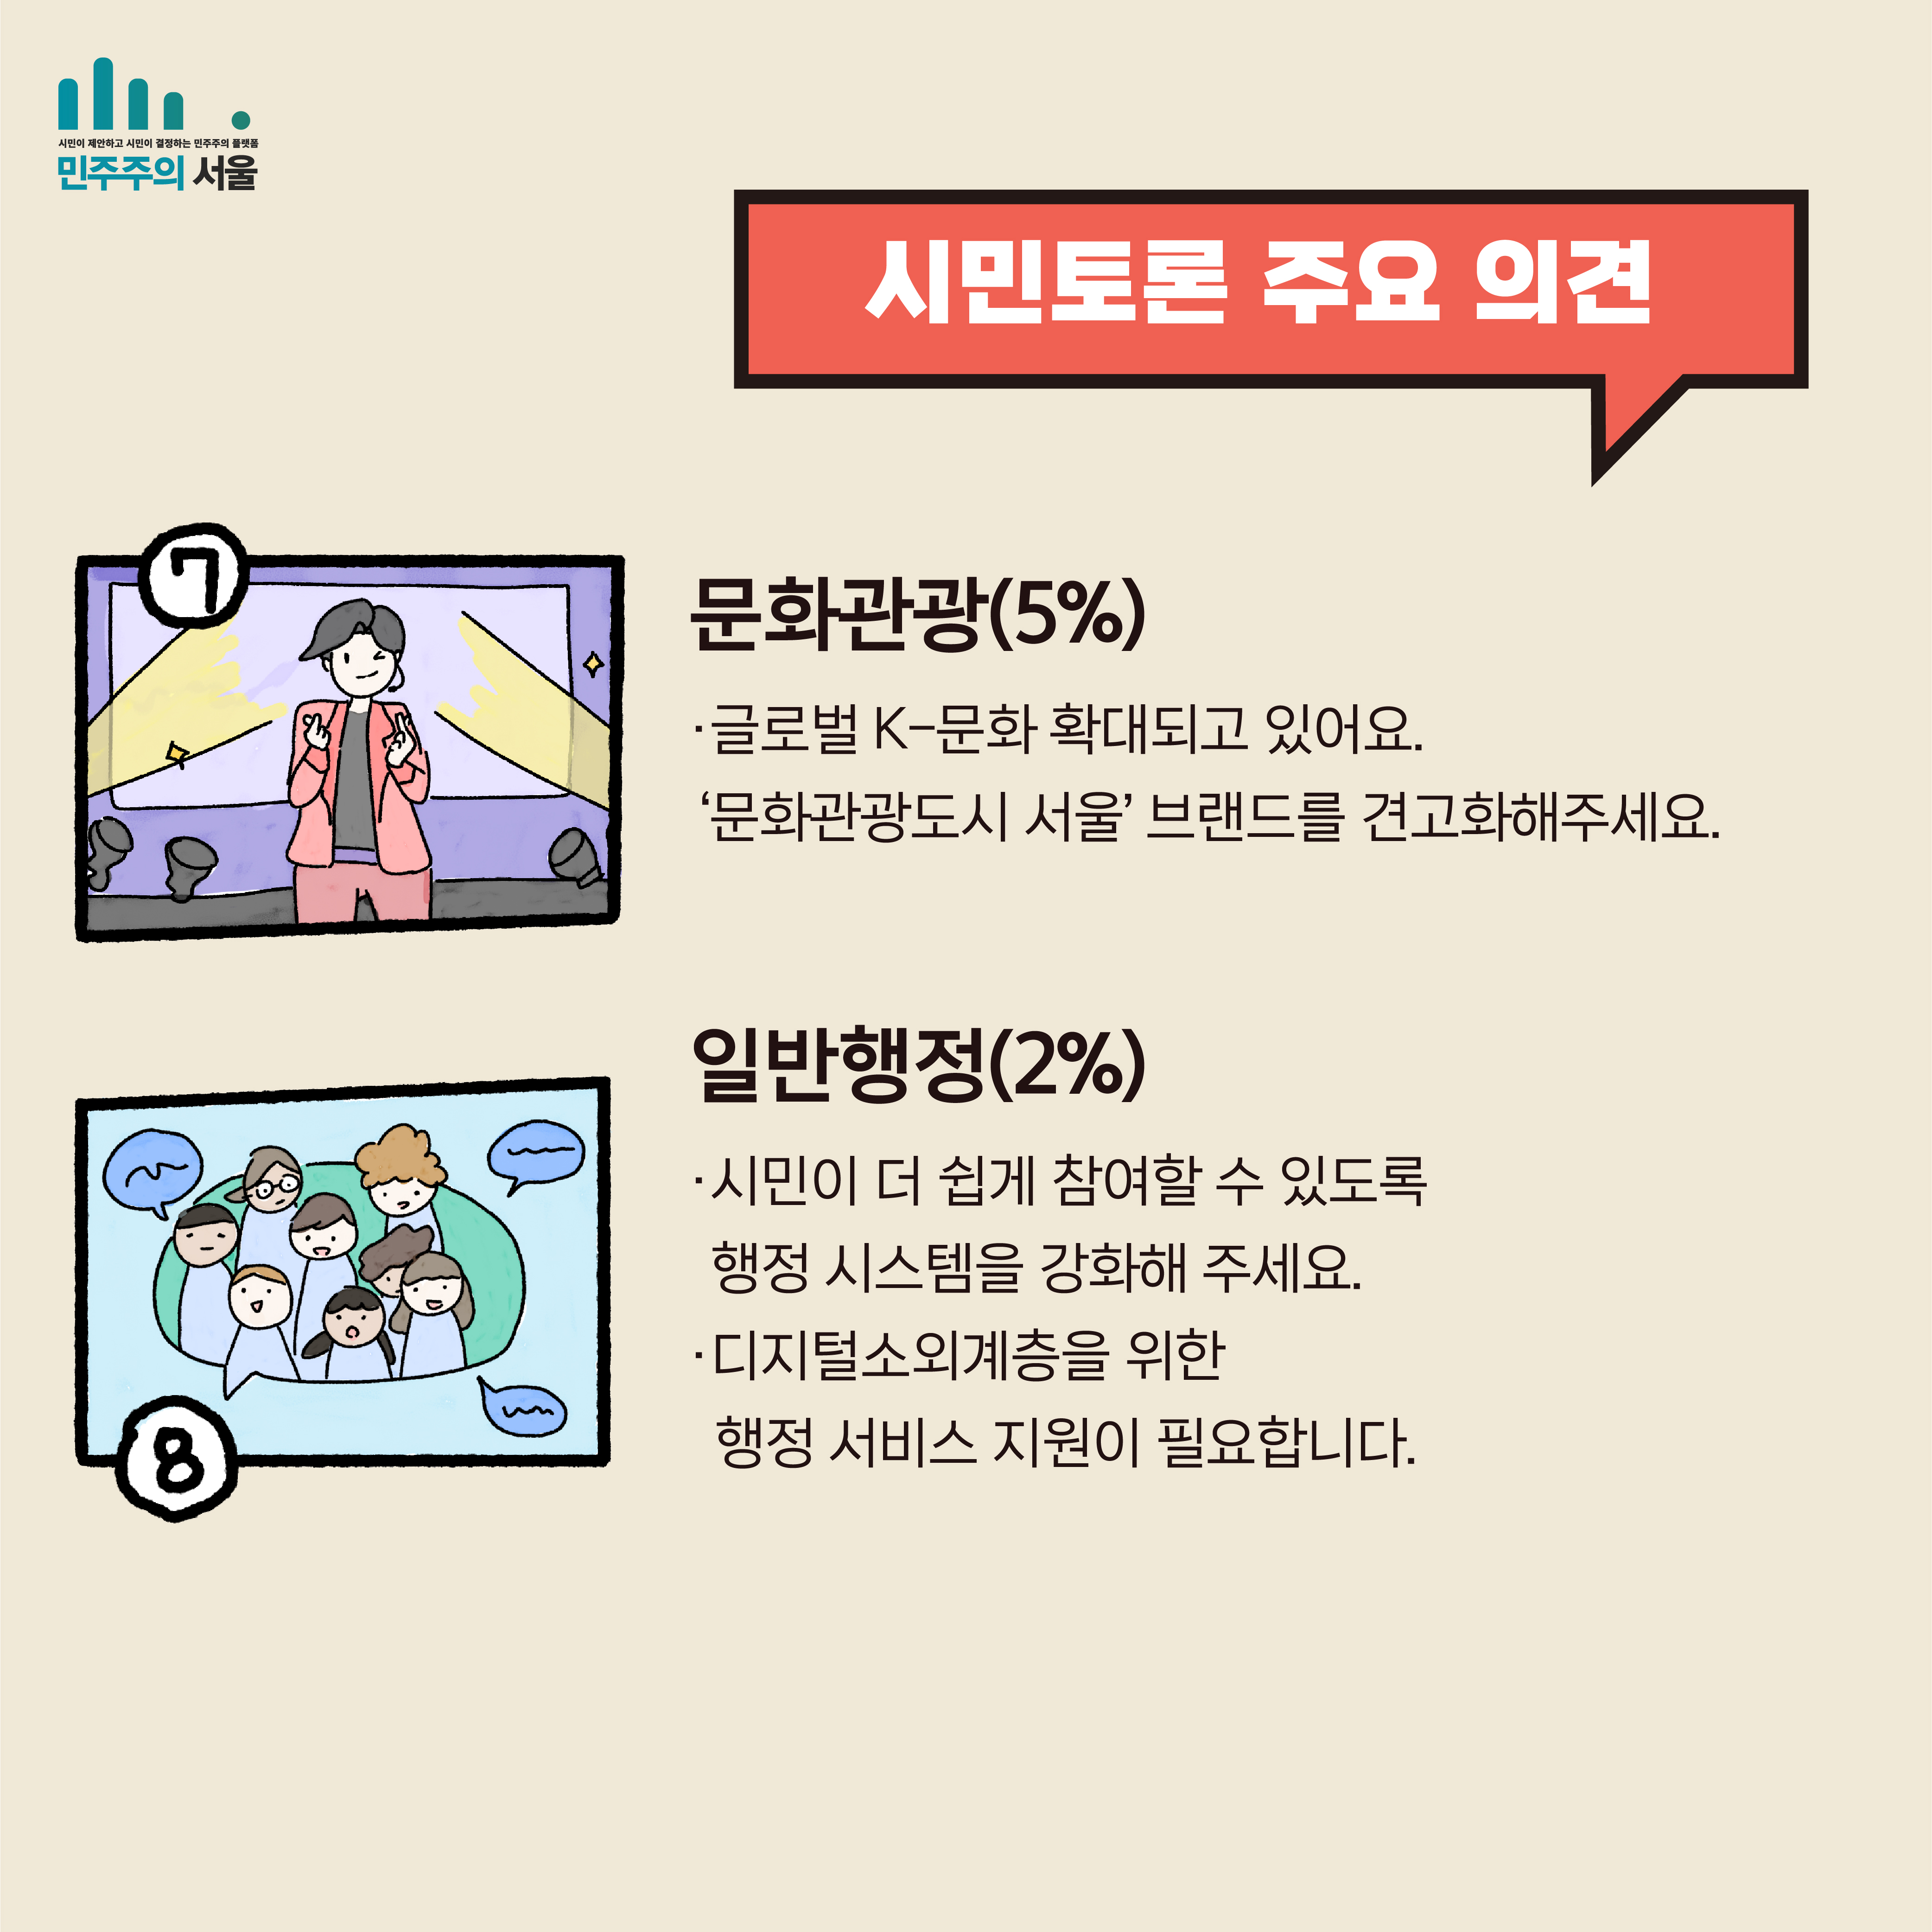 시민이 제안하고 시민이 결정하는 민주주의 플랫폼
민주주의 서울
시민토론 주요 의견
7
문화관광(5%)
·글로벌 K-문화 확대되고 있어요.
‘문화관광도시 서울’ 브랜드를 견고화해주세요.
8
일반행정(2%)
·시민이 더 쉽게 참여할 수 있도록
행정 시스템을 강화해 주세요.
·디지털소외계층을 위한
행정 서비스 지원이 필요합니다.